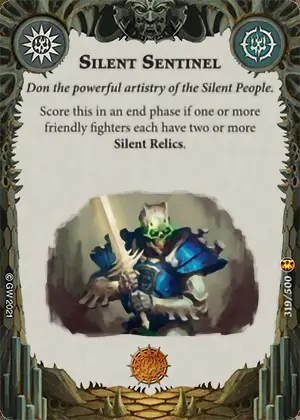 Silent Sentinel
Don the powerful artistry of the Silent People.
Score this in an end phase if one or more
friendly fighters each have two or more
Silent Relics.
© GW 2021
319/500